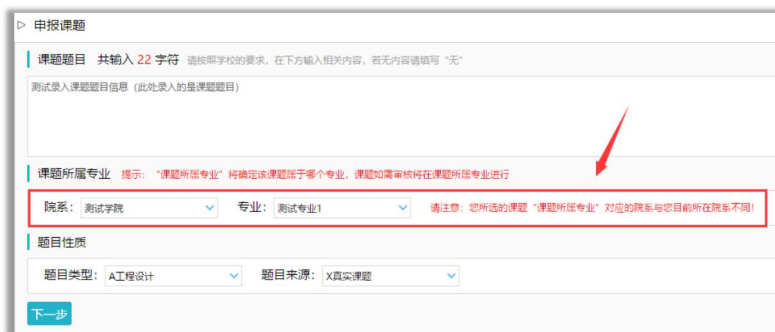 ▷ 申报课题
课题题目 共输入 22 字符 请按照学校的要求，在下方输入相关内容，若无内容请填写“无”
测试录入课题题目信息（此处录入的是课题题目）
课题所属专业 提示：“课题所属专业”将确定该课题属于哪个专业，课题如需审核将在课题所属专业进行
院系： 测试学院 专业： 测试专业1 请注意：您所选的课题“课题所属专业”对应的院系与您目前所在院系不同！
题目性质
题目类型： A工程设计 题目来源： X真实课题
下一步